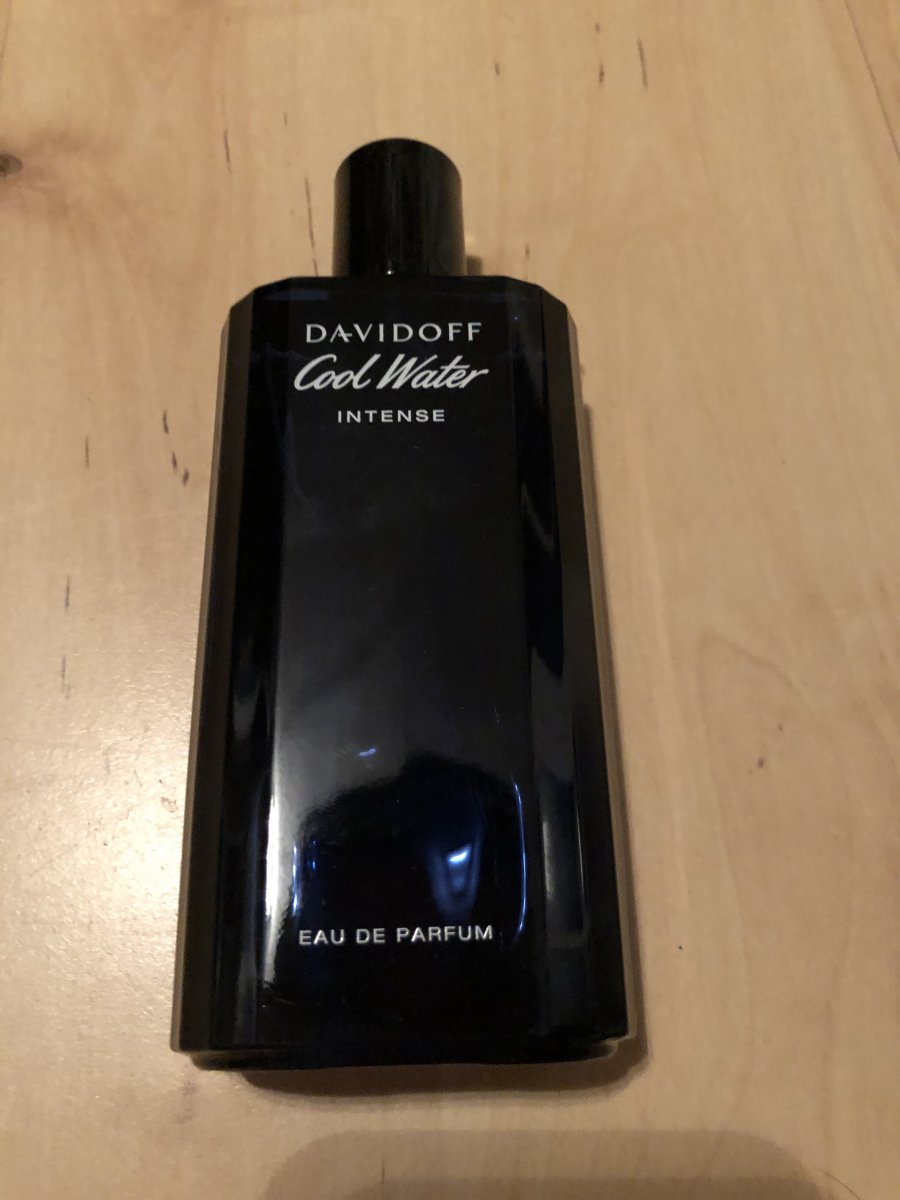 DAVIDOFF
Cool Water
INTENSE
EAU DE PARFUM